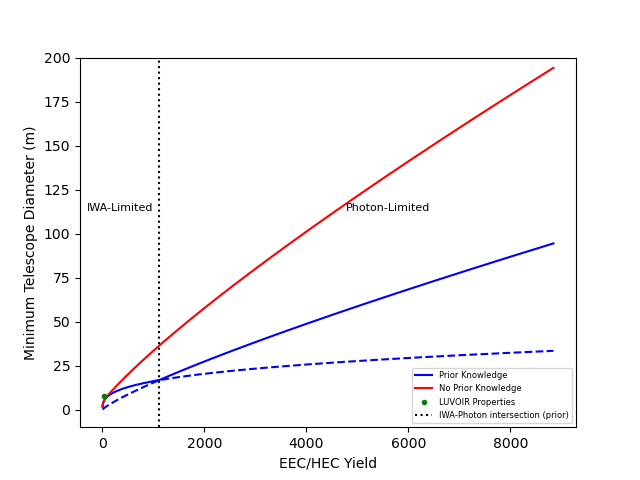 200
175
150
125
100
75
50
25
0
Minimum Telescope Diameter (m)
IWA-Limited
Photon-Limited
Prior Knowledge
No Prior Knowledge
LUVOIR Properties
IWA-Photon intersection (prior)
0 2000 4000 6000 8000
EEC/HEC Yield